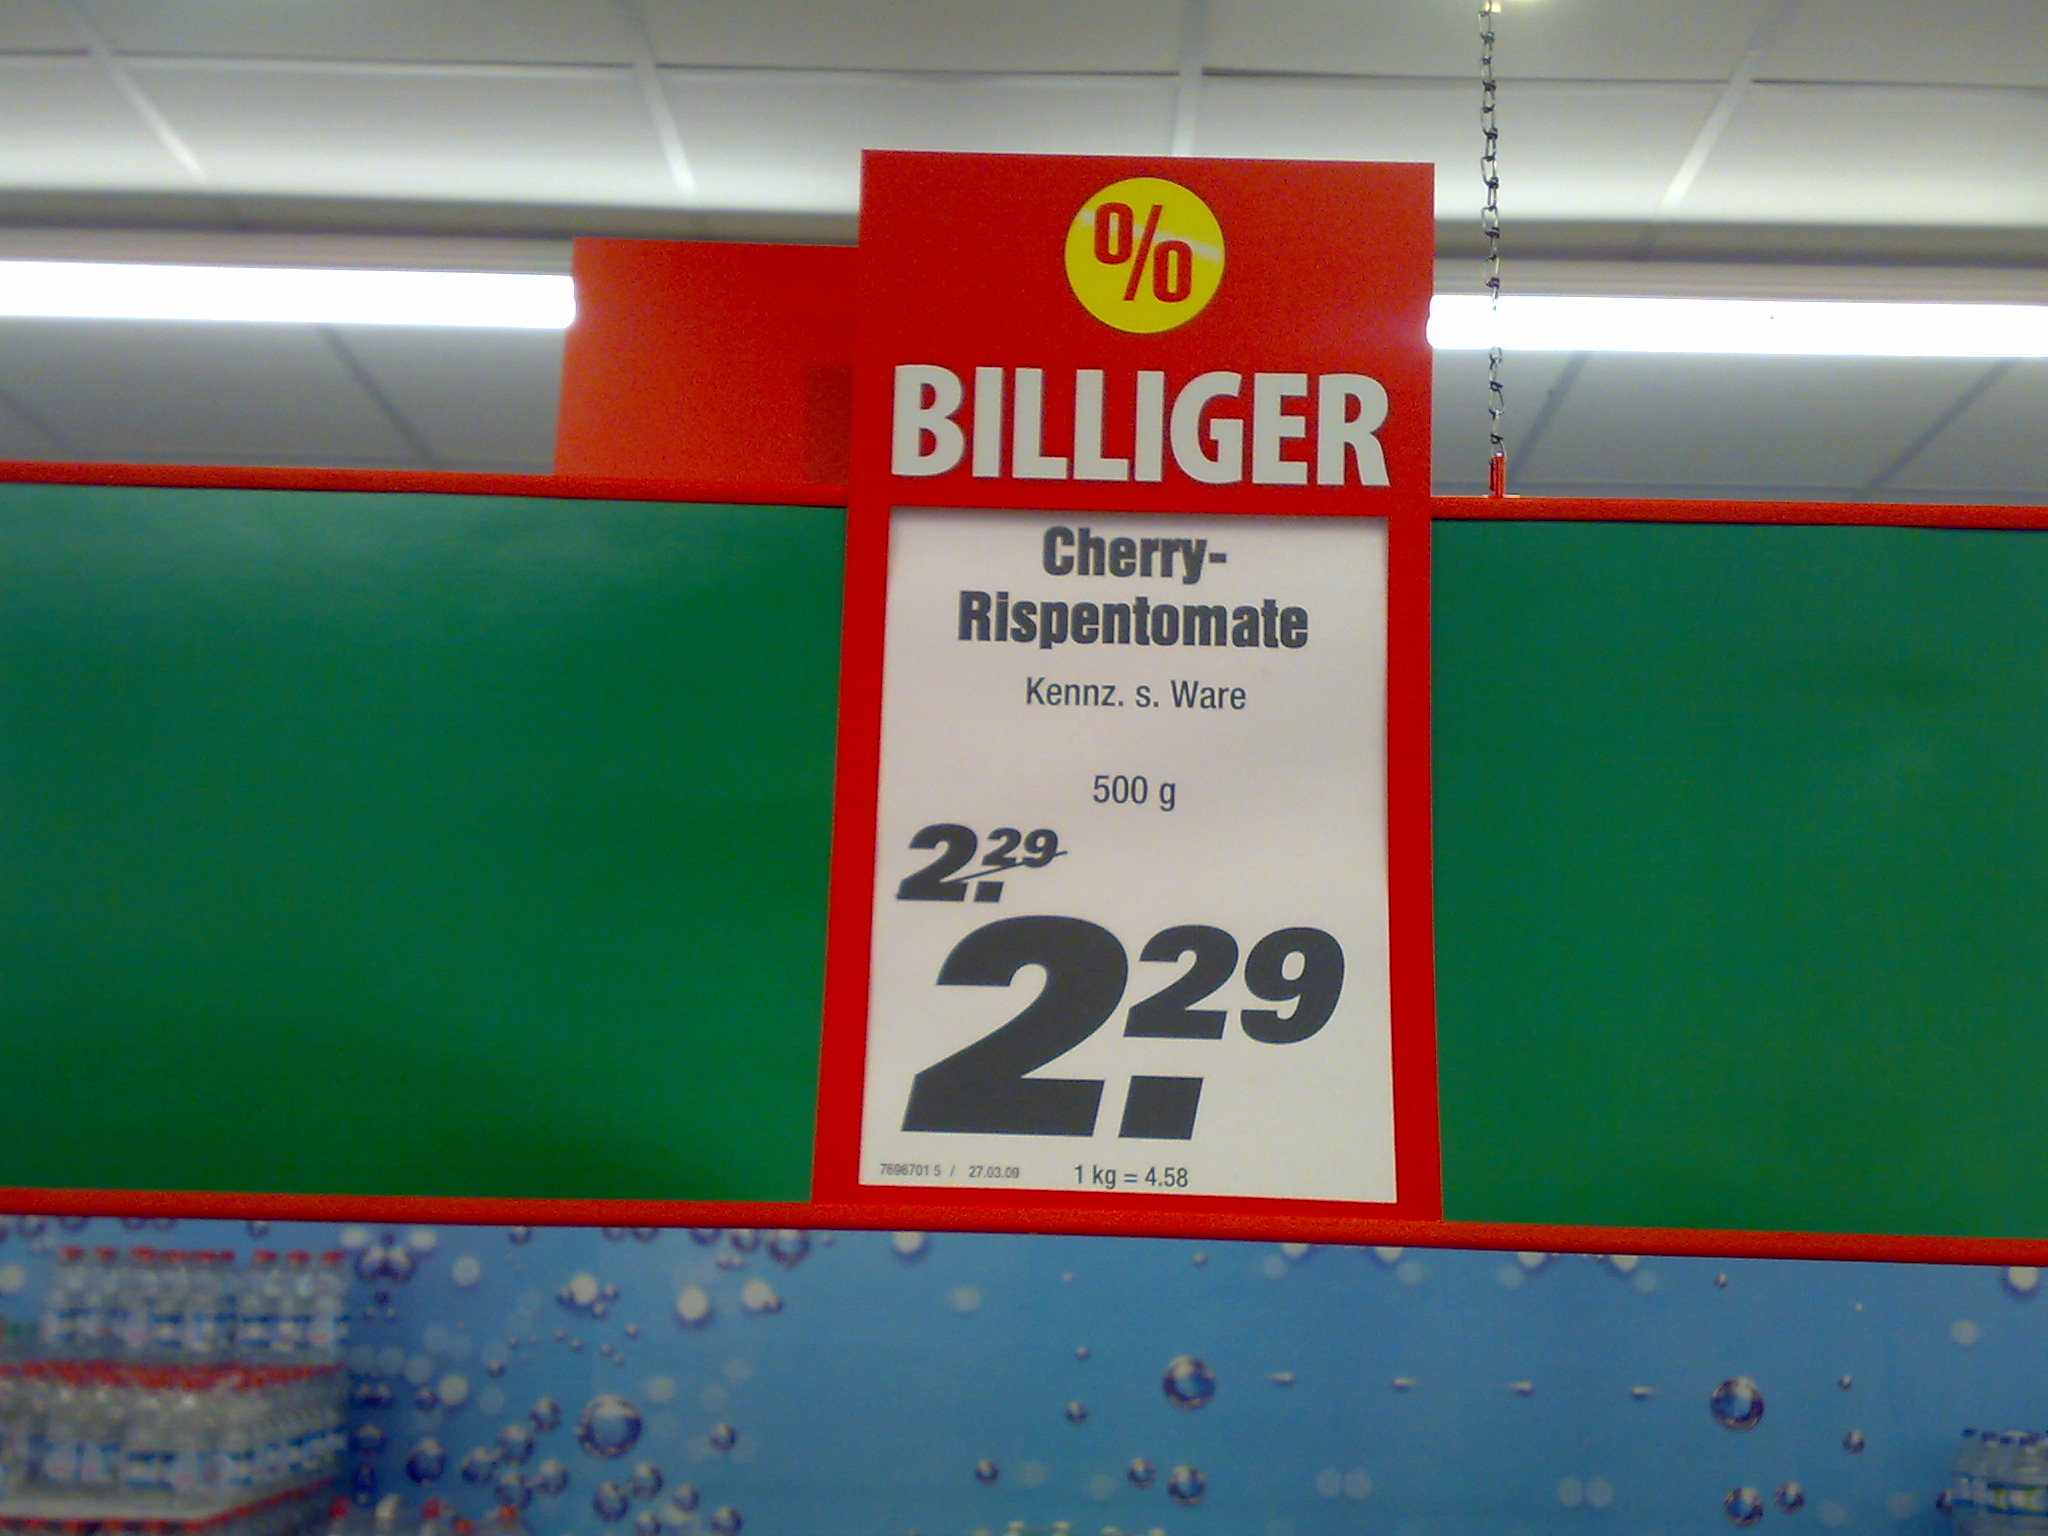 %
BILLIGER
Cherry-
Rispentomate
Kennz. s. Ware
500 g
2.29
2.29
7696701 5 / 27.03.09 1 kg = 4.58